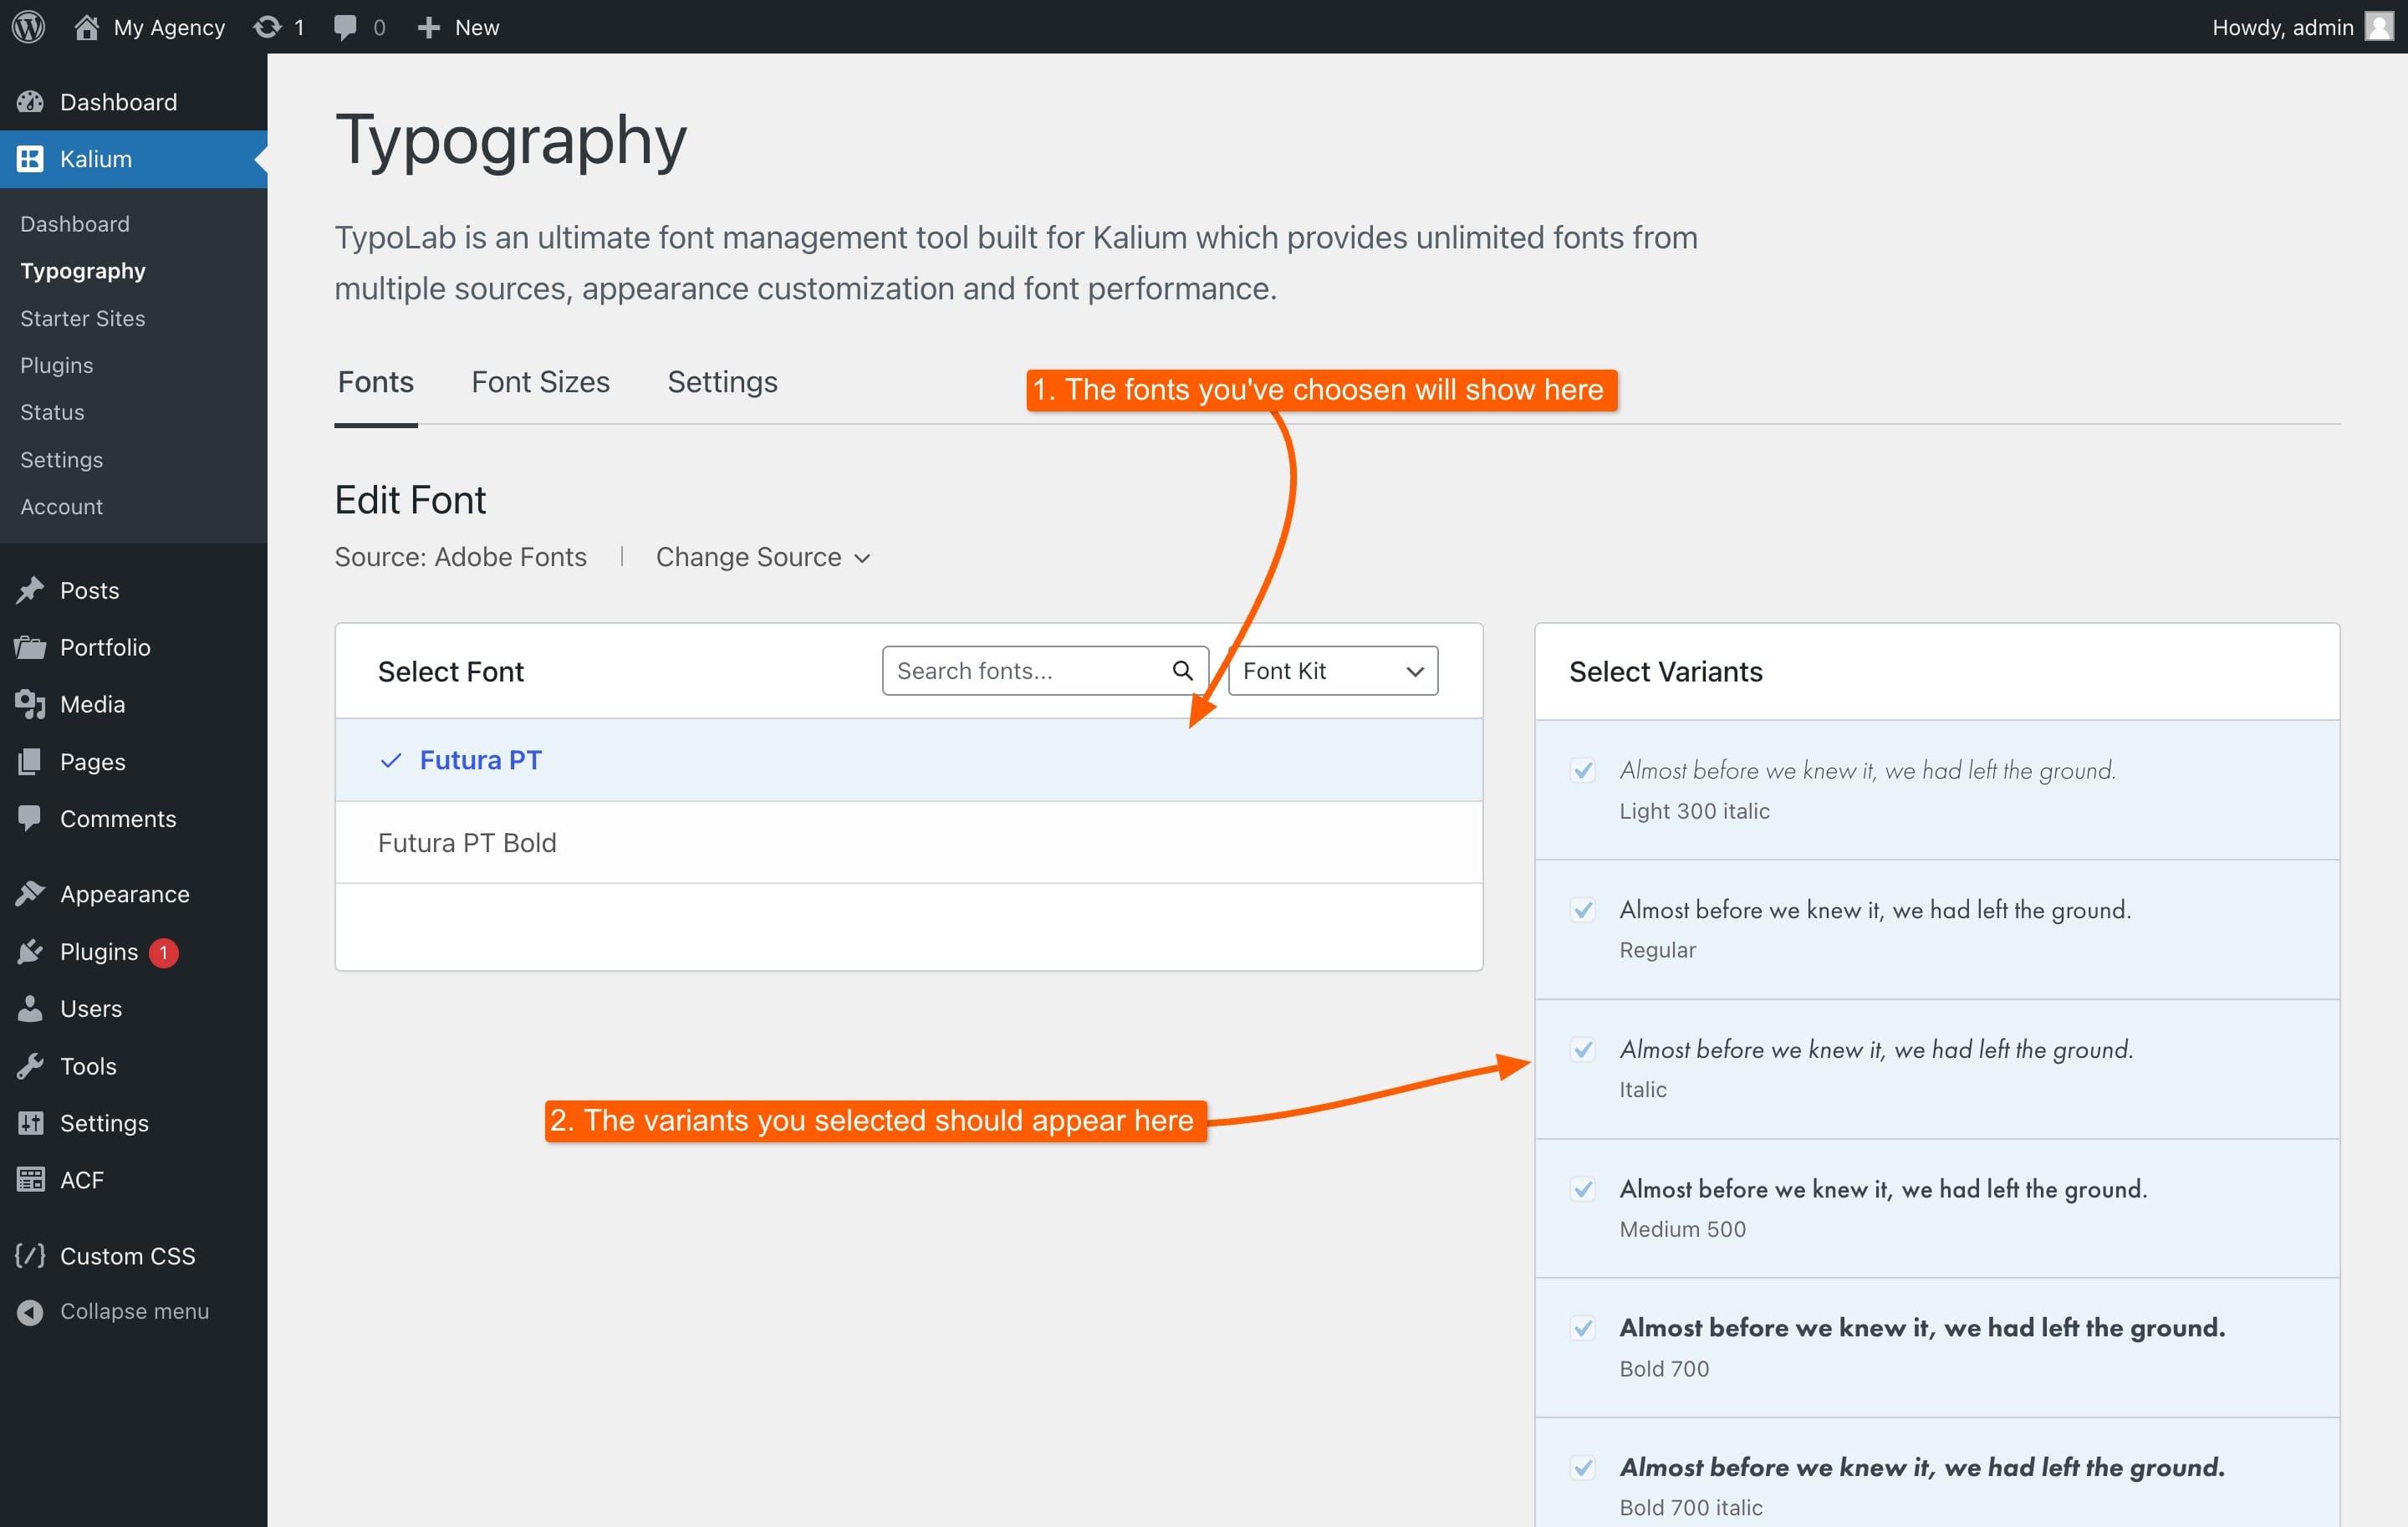 My Agency
1
0
New
Howdy, admin
Dashboard
Kalium
Dashboard
Typography
Starter Sites
Plugins
Status
Settings
Account
Posts
Portfolio
Media
Pages
Comments
Appearance
Plugins 1
Users
Tools
Settings
ACF
Custom CSS
Collapse menu
Typography
TypoLab is an ultimate font management tool built for Kalium which provides unlimited fonts from
multiple sources, appearance customization and font performance.
Fonts
Font Sizes
Settings
1. The fonts you've choosen will show here
Edit Font
Source: Adobe Fonts
Change Source
Select Font
Search fonts...
Font Kit
Futura PT
Futura PT Bold
2. The variants you selected should appear here
Select Variants
Almost before we knew it, we had left the ground.
Light 300 italic
Almost before we knew it, we had left the ground.
Regular
Almost before we knew it, we had left the ground.
Italic
Almost before we knew it, we had left the ground.
Medium 500
Almost before we knew it, we had left the ground.
Bold 700
Almost before we knew it, we had left the ground.
Bold 700 italic